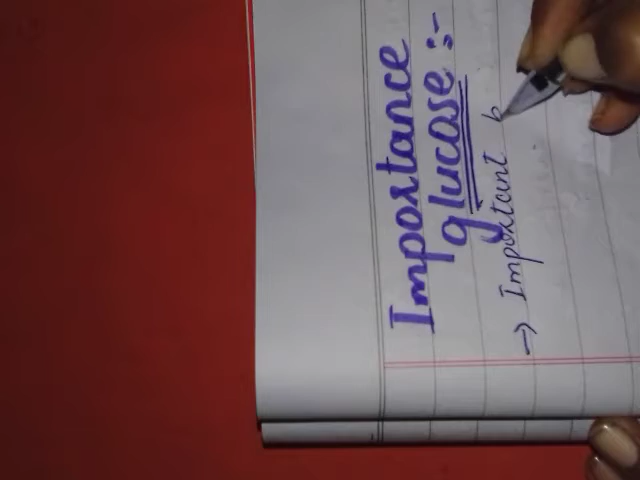 Importance
glucose :-
→ Important b